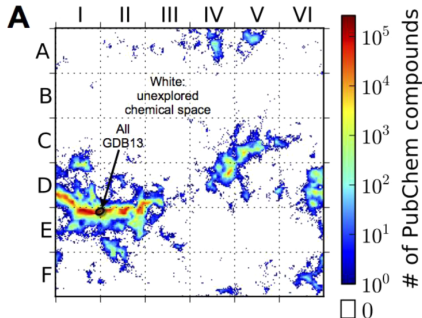 A
I II III IV V VI
A
B
C
D
E
F
White:
unexplored
chemical space
All
GDB13
10^5
10^4
10^3
10^2
10^1
10^0
0
# of PubChem compounds